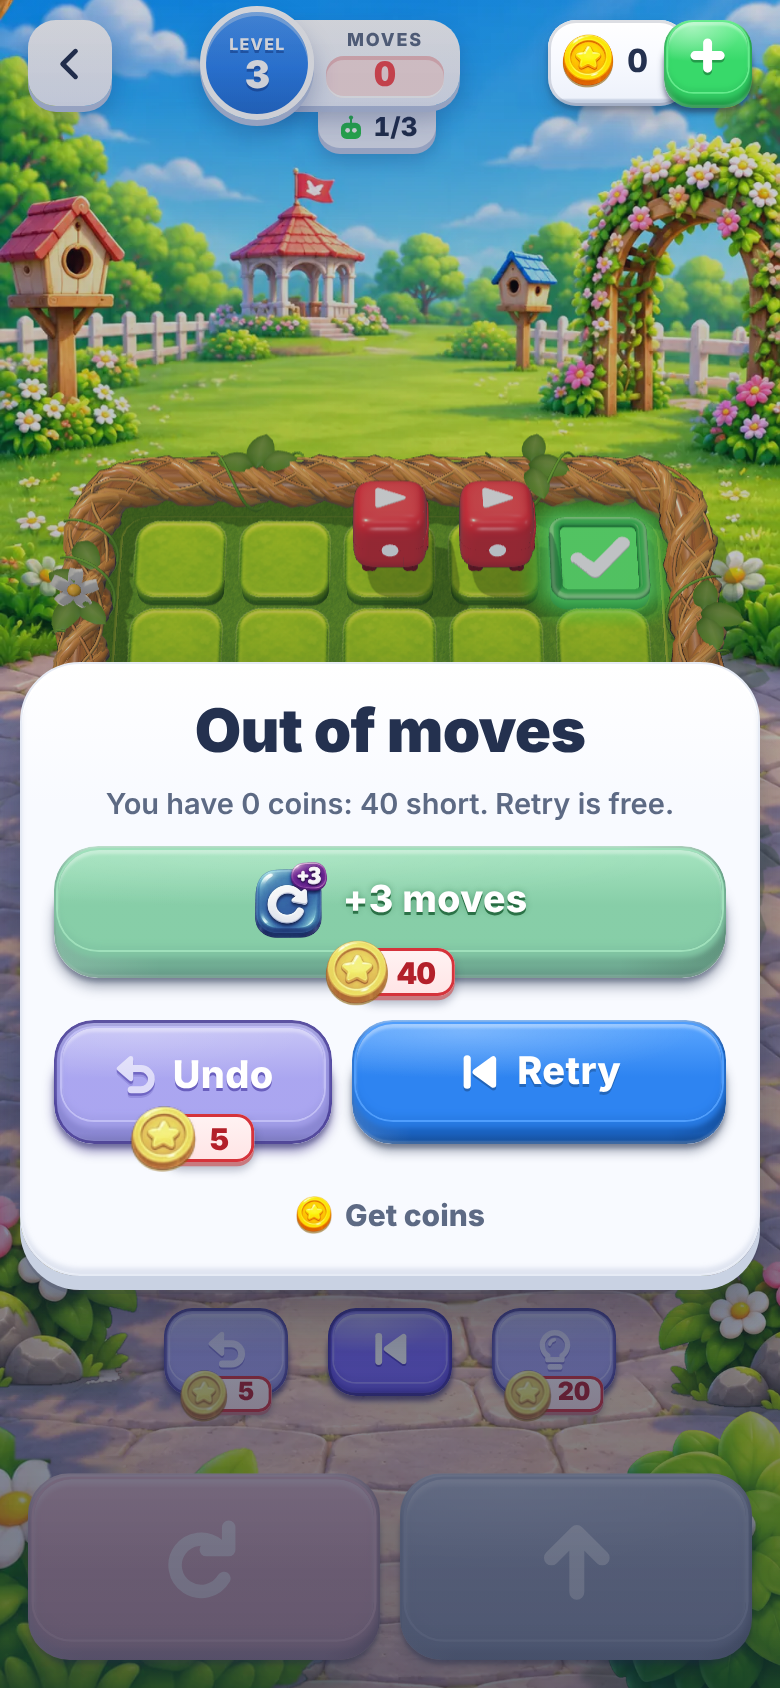 LEVEL
3
MOVES
0
1/3
0
Out of moves
You have 0 coins: 40 short. Retry is free.
+3
+3 moves
40
Undo
5
Retry
Get coins
5
20